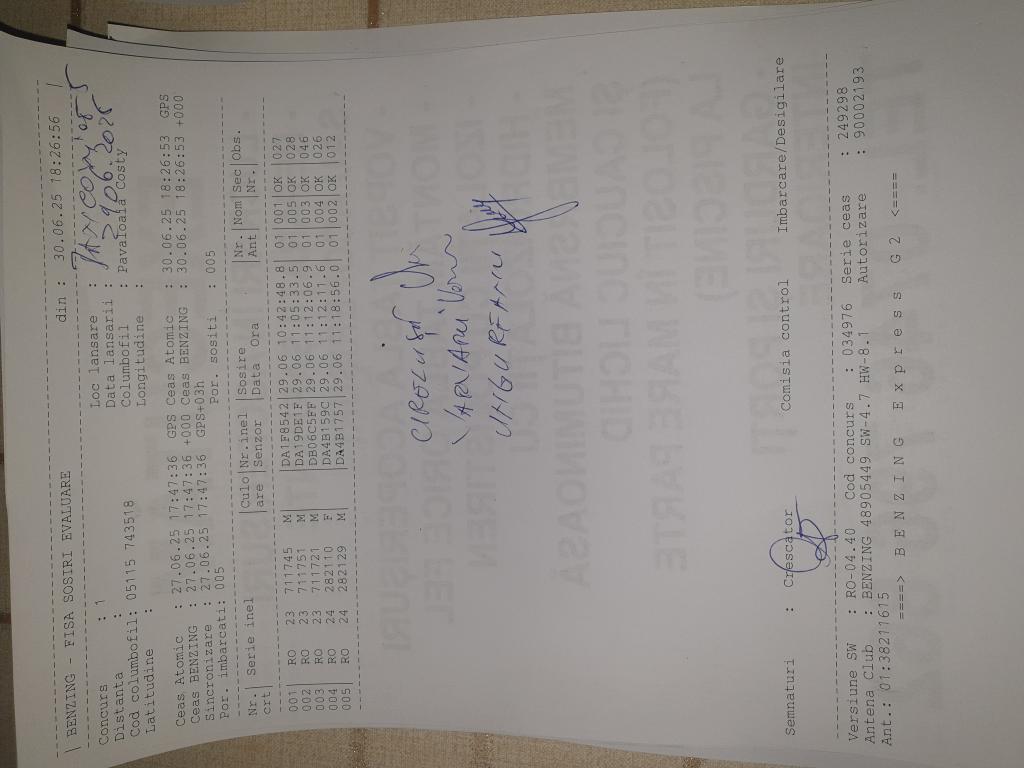 | BENZING - FISA SOSIRI EVALUARE din : 30.06.25 18:26:56 |
Concurs : 1 Loc lansare :
Distanta : Data lansarii : 29.06.2025
Cod columbofil: 05115 743518 Columbofil : Pavaloaia Costy
Latitudine : Longitudine :
Ceas Atomic : 27.06.25 17:47:36 GPS Ceas Atomic : 30.06.25 18:26:53 GPS
Ceas BENZING : 27.06.25 17:47:36 +000 Ceas BENZING : 30.06.25 18:26:53 +000
Sincronizare : 27.06.25 17:47:36 GPS+03h
Por. imbarcati: 005 Por. sositi : 005
Nr.| Serie inel |Culo|Nr.inel |Sosire |Nr. |Nom|Sec|Obs.
crt| |are |Senzor |Data Ora |Ant | |Nr.|
001| RO 23 711745 M |DA1F8542|29.06 10:42:48.8 |01 |001|OK |027
002| RO 23 711751 M |DA19DE1F|29.06 11:05:33.5 |01 |005|OK |028
003| RO 23 711721 M |DB06C5FF|29.06 11:12:06.9 |01 |003|OK |046
004| RO 24 282110 F |DA4B159C|29.06 11:12:11.6 |01 |004|OK |026
005| RO 24 282129 M |DA4B1757|29.06 11:18:56.0 |01 |002|OK |012
UNGUREANU
Semnaturi : Crescator Comisia control Imbarcare/Desigilare
Versiune SW : RO-04.40 Cod concurs : 034976 Serie ceas : 249298
Antena Club : BENZING 48905449 SW-4.7 HW-8.1 Autorizare : 90002193
Ant.: 01:38211615
====> B E N Z I N G E x p r e s s G 2 <====